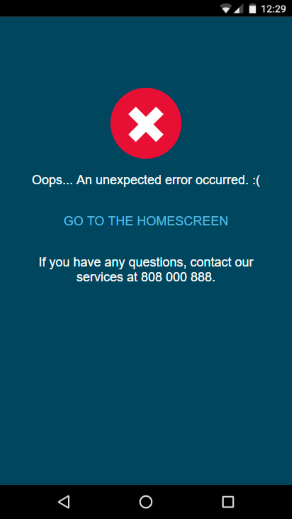 12:29
Oops... An unexpected error occurred. :(
GO TO THE HOMESCREEN
If you have any questions, contact our
services at 808 000 888.